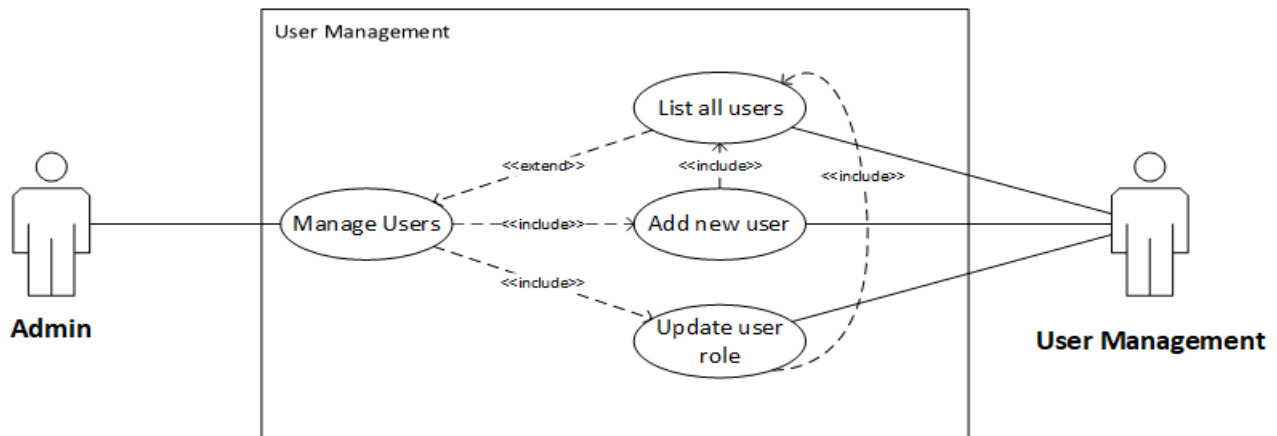 User Management
List all users
<<extend>>
<<include>>
<<include>>
Manage Users
<<include>>
Add new user
<<include>>
Update user
role
Admin
User Management